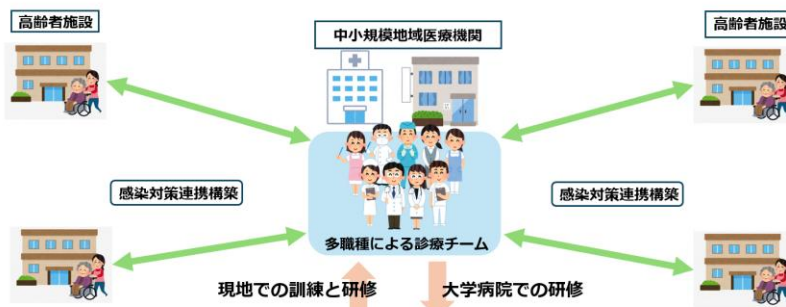 高齢者施設
中小規模地域医療機関
高齢者施設
感染対策連携構築
感染対策連携構築
多職種による診療チーム
現地での訓練と研修
大学病院での研修